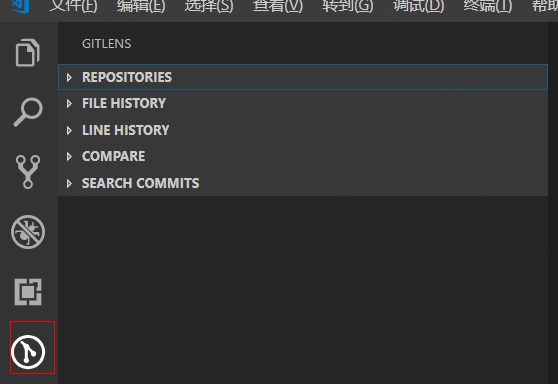 文件(F) 编辑(E) 选择(S) 查看(V) 转到(G) 调试(D) 终端(T) 帮助
GITLENS
REPOSITORIES
FILE HISTORY
LINE HISTORY
COMPARE
SEARCH COMMITS